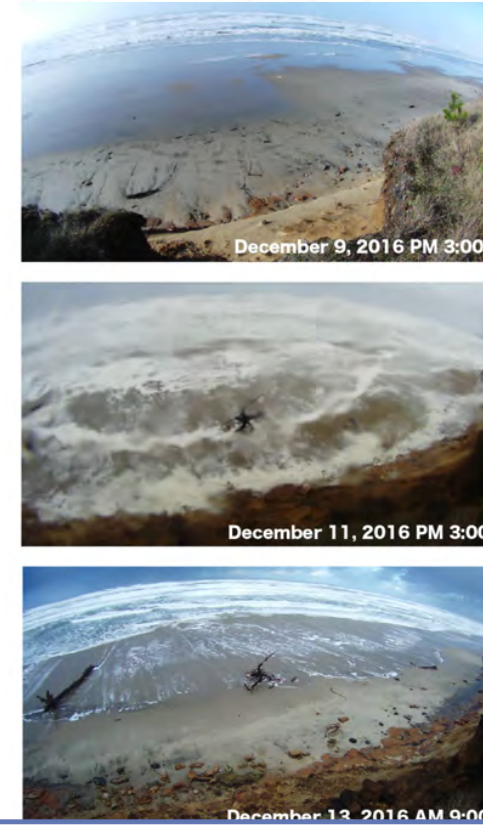 December 9, 2016 PM 3:00
December 11, 2016 PM 3:00
December 13, 2016 AM 9:00